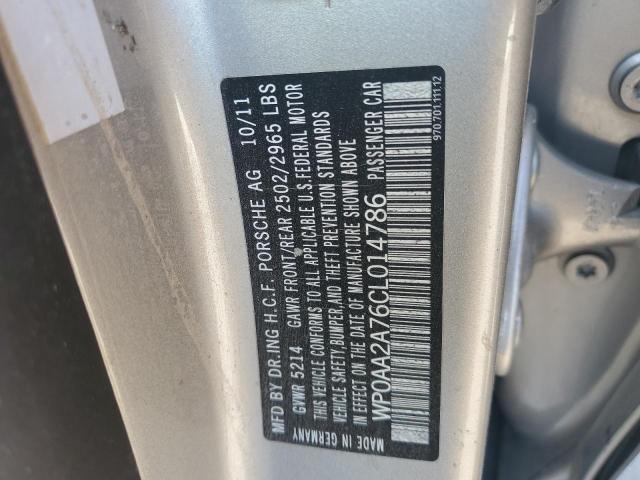 MFD BY DR.ING H.C.F. PORSCHE AG 10/11
GVWR 5214 GAWR FRONT/REAR 2502/2965 LBS
THIS VEHICLE CONFORMS TO ALL APPLICABLE U.S.FEDERAL MOTOR
VEHICLE SAFETY,BUMPER,AND THEFT PREVENTION STANDARDS
IN EFFECT ON THE DATE OF MANUFACTURE SHOWN ABOVE
WP0AA2A76CL014786 PASSENGER CAR
MADE IN GERMANY
970.701.111.12